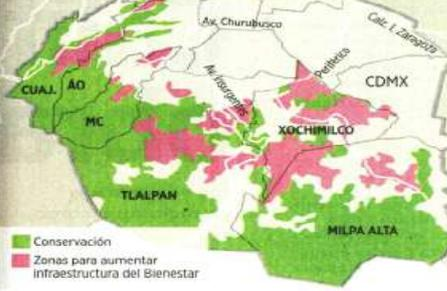 Av. Churubusco
Calz. I. Zaragoza
Av. Insurgentes
Periférico
CDMX
CUAJ.
ÁO
MC
XOCHIMILCO
TLALPAN
MILPA ALTA
Conservación
Zonas para aumentar
infraestructura del Bienestar